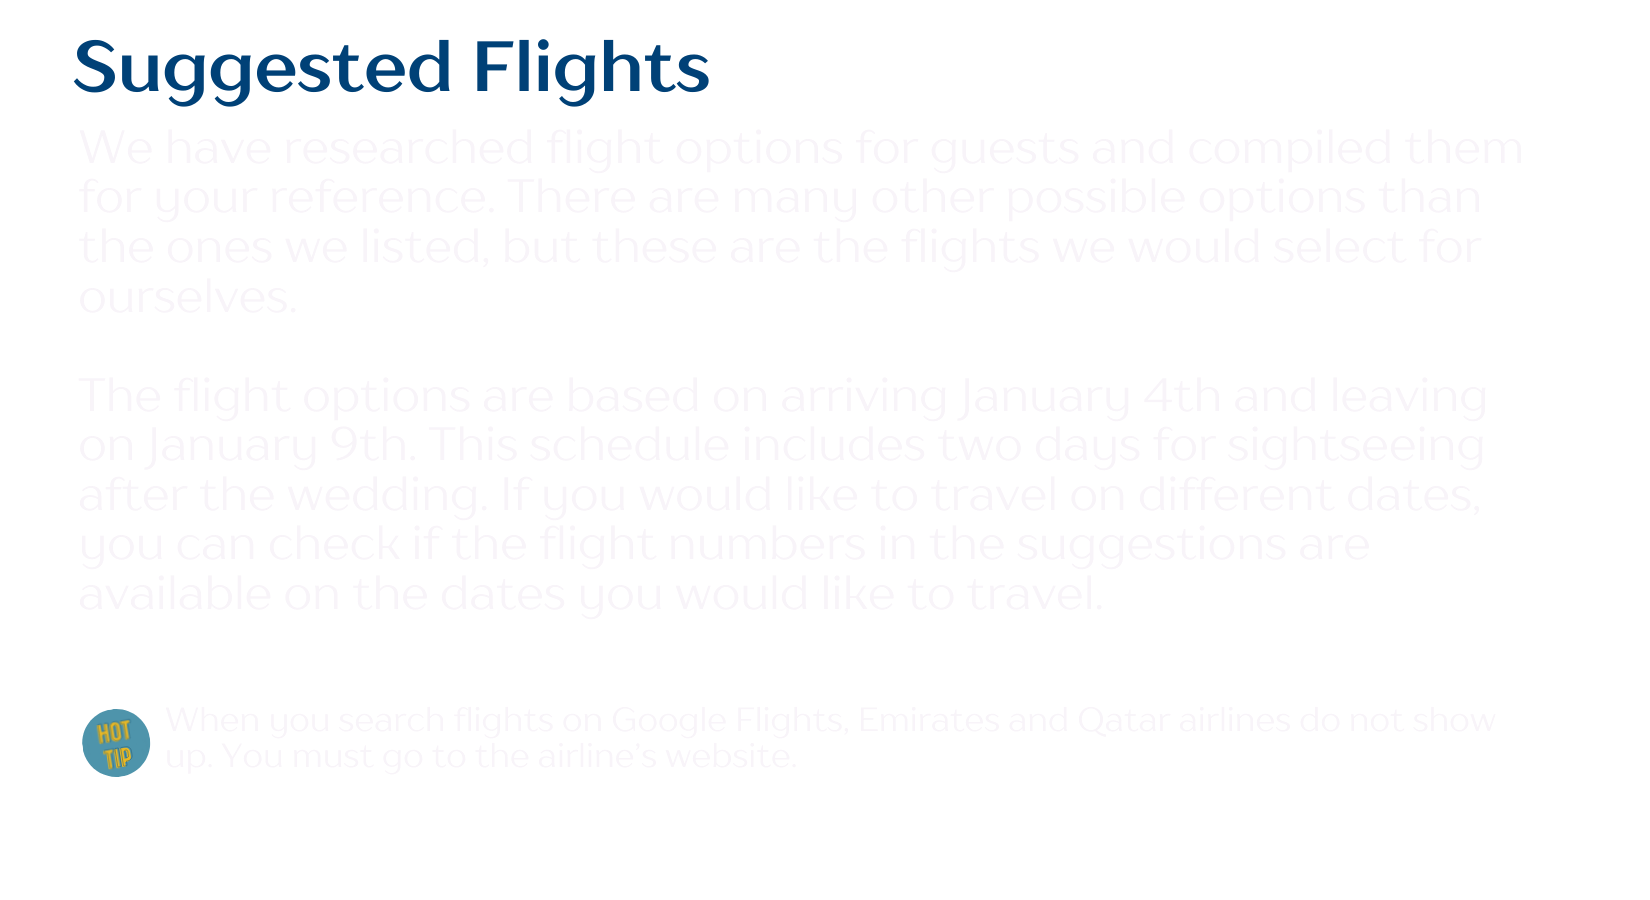 Suggested Flights
We have researched flight options for guests and compiled them
for your reference. There are many other possible options than
the ones we listed, but these are the flights we would select for
ourselves.
The flight options are based on arriving January 4th and leaving
on January 9th. This schedule includes two days for sightseeing
after the wedding. If you would like to travel on different dates,
you can check if the flight numbers in the suggestions are
available on the dates you would like to travel.
HOT
TIP
When you search flights on Google Flights, Emirates and Qatar airlines do not show
up. You must go to the airline's website.